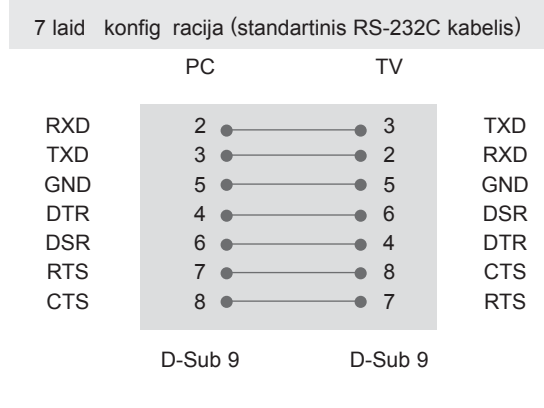 7 laid konfig racija (standartinis RS-232C kabelis)
PC TV
RXD 2 3 TXD
TXD 3 2 RXD
GND 5 5 GND
DTR 4 6 DSR
DSR 6 4 DTR
RTS 7 8 CTS
CTS 8 7 RTS
D-Sub 9 D-Sub 9